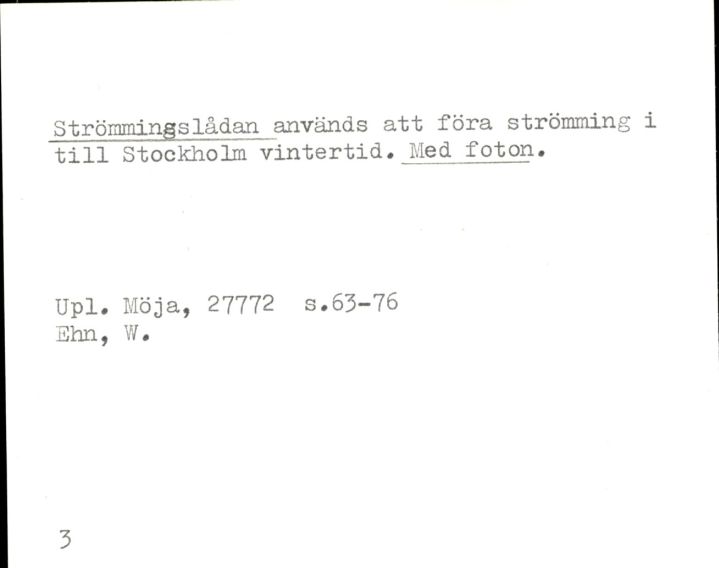 Strömmingslådan används att föra strömming i
till Stockholm vintertid. Med foton.
Upl. Möja, 27772 s.63-76
Ehn, W.
3